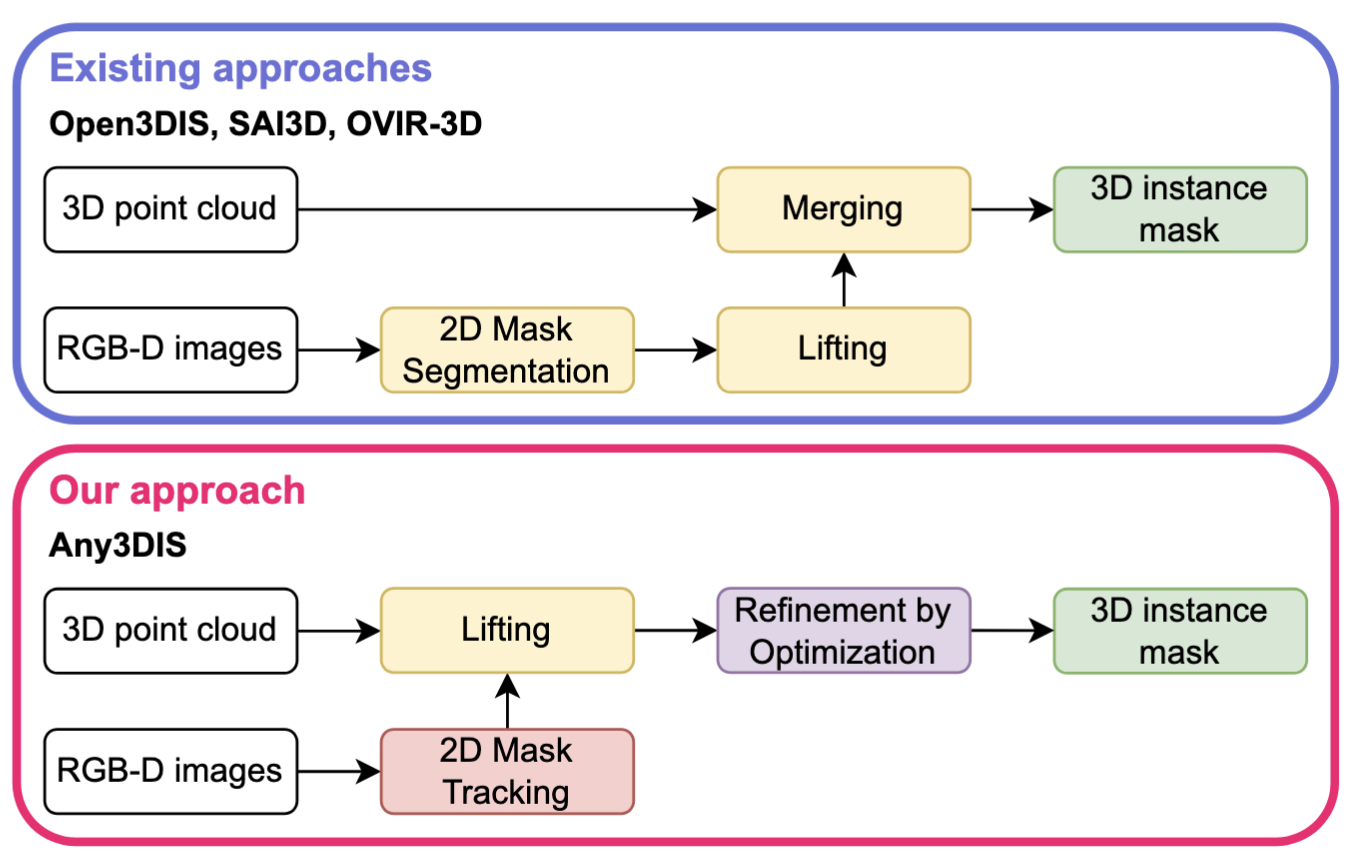 Existing approaches
Open3DIS, SAI3D, OVIR-3D
3D point cloud
Merging
3D instance
mask
RGB-D images
2D Mask
Segmentation
Lifting
Our approach
Any3DIS
3D point cloud
Lifting
Refinement by
Optimization
3D instance
mask
RGB-D images
2D Mask
Tracking